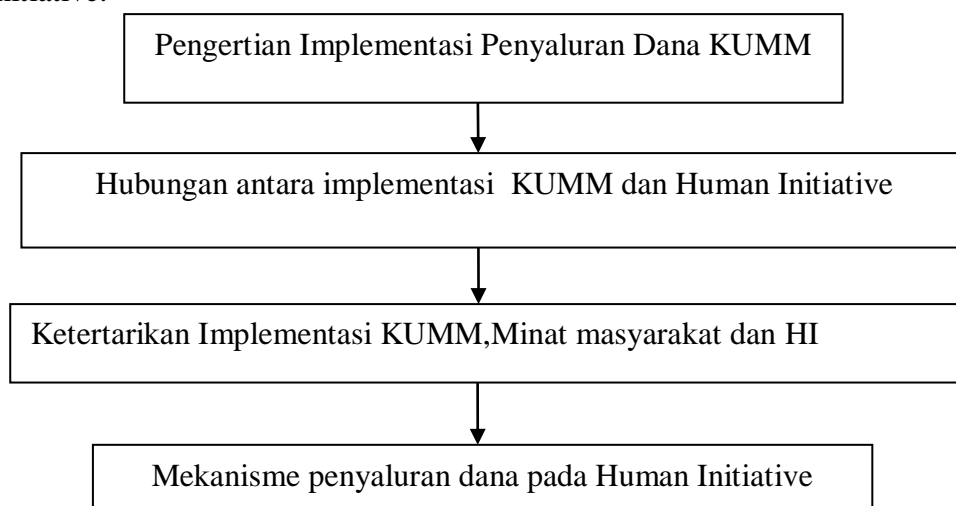 Pengertian Implementasi Penyaluran Dana KUMM
Hubungan antara implementasi KUMM dan Human Initiative
Ketertarikan Implementasi KUMM,Minat masyarakat dan HI
Mekanisme penyaluran dana pada Human Initiative